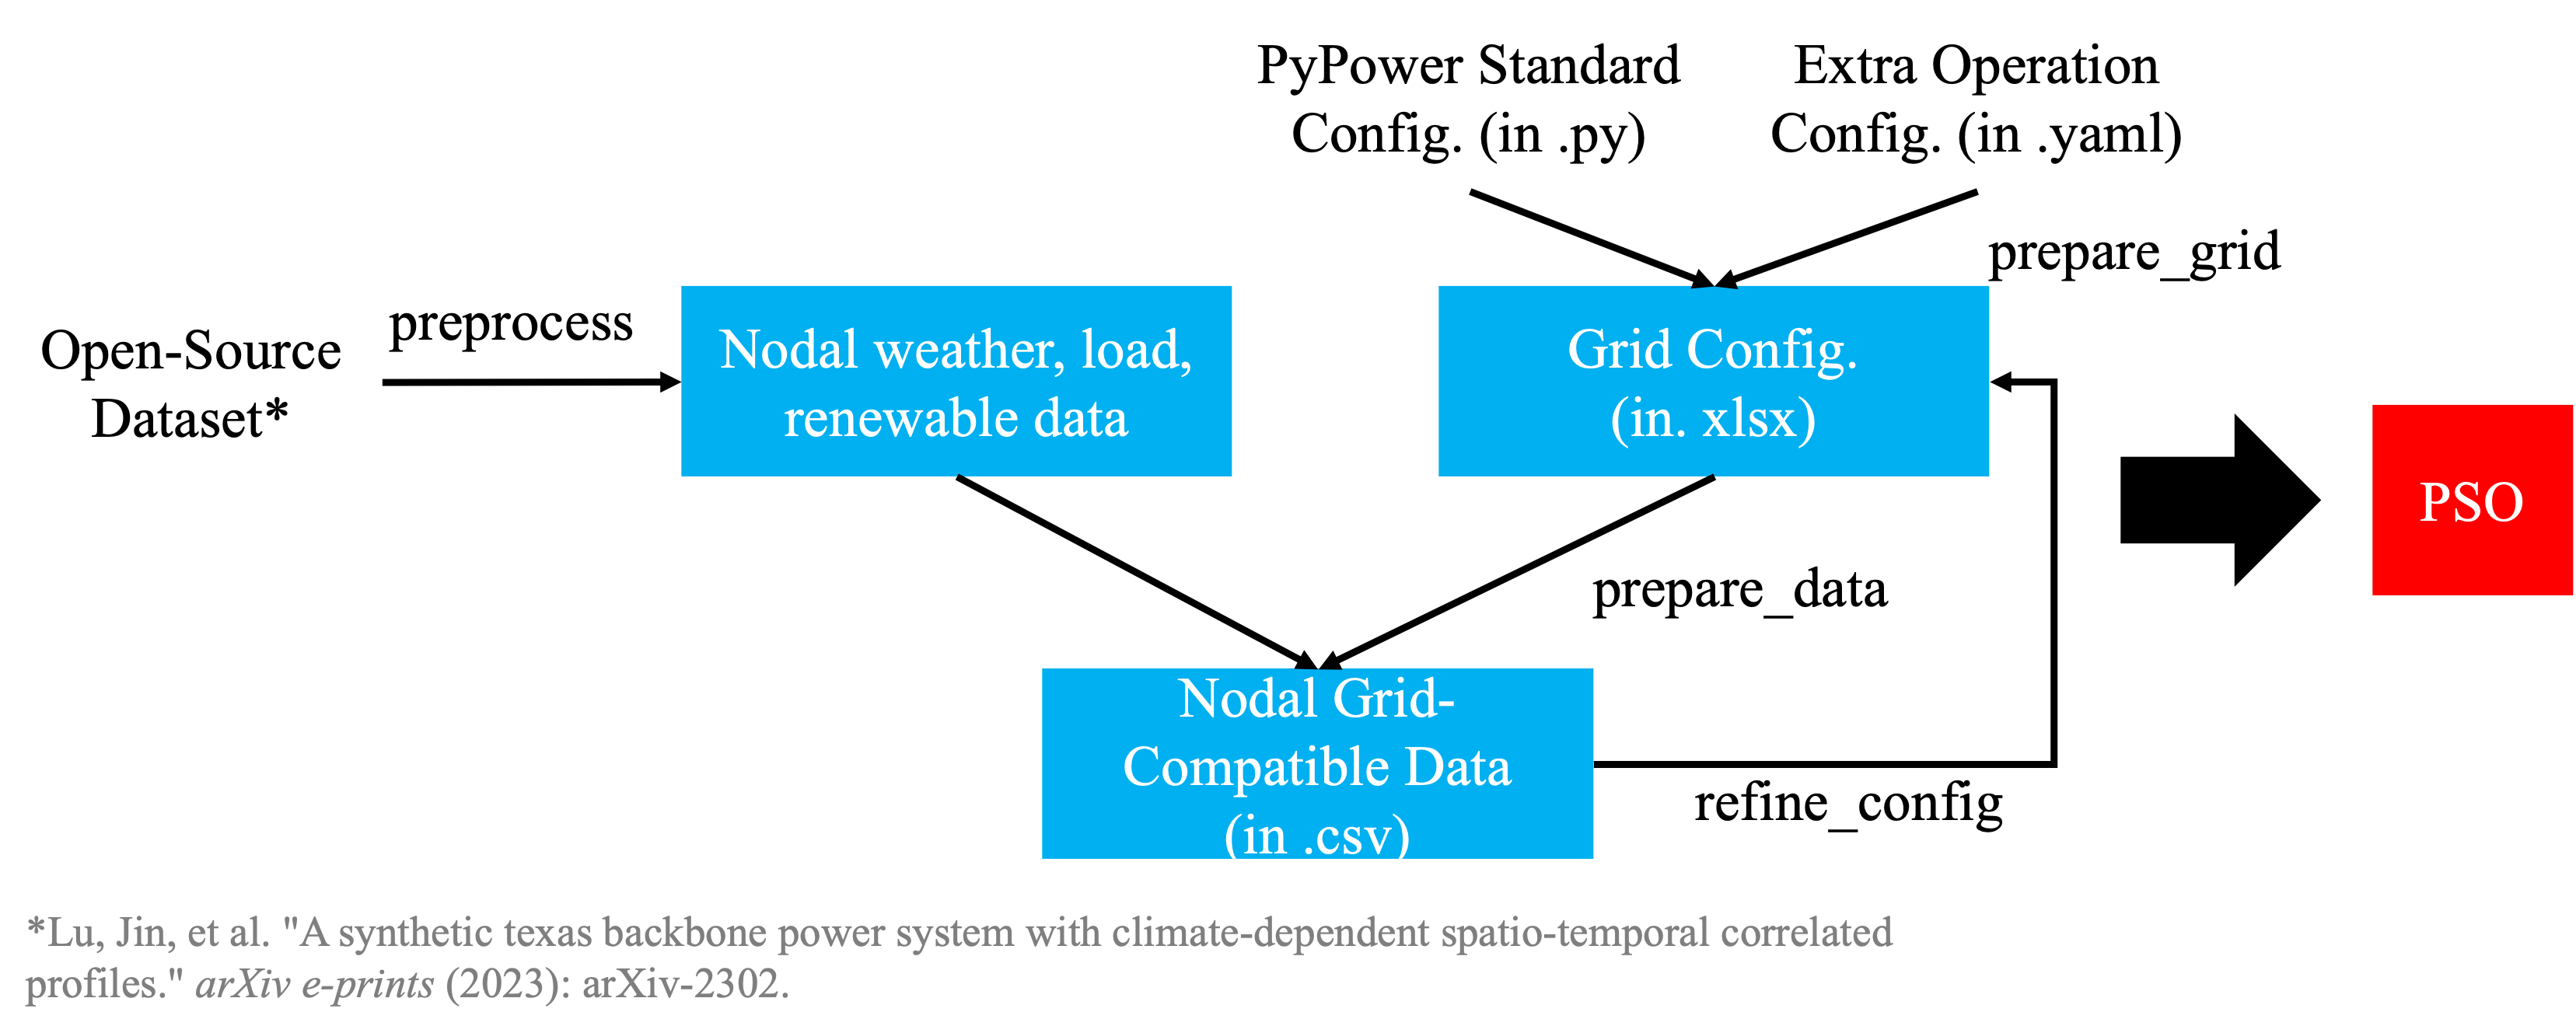 PyPower Standard
Config. (in .py)
Extra Operation
Config. (in .yaml)
prepare_grid
Open-Source
Dataset*
preprocess
Nodal weather, load,
renewable data
Grid Config.
(in. xlsx)
PSO
prepare_data
Nodal Grid-
Compatible Data
(in .csv)
refine_config
*Lu, Jin, et al. "A synthetic texas backbone power system with climate-dependent spatio-temporal correlated
profiles." arXiv e-prints (2023): arXiv-2302.